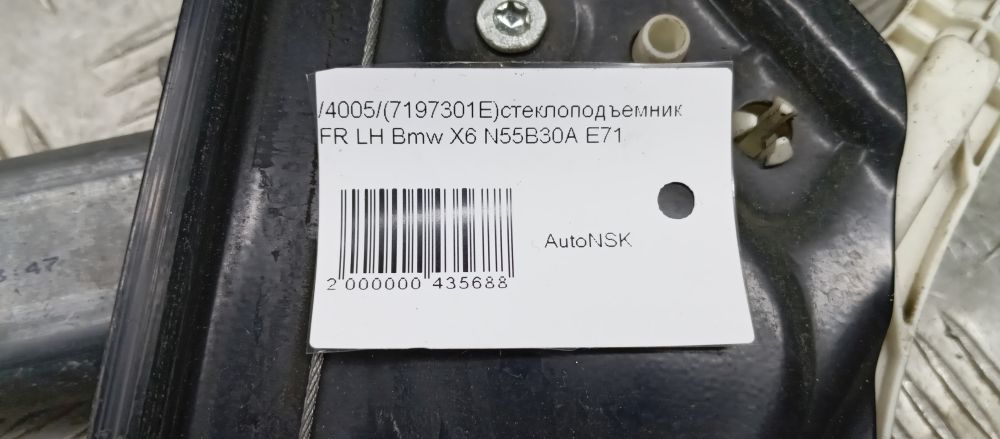 /4005/(7197301E)стеклоподъемник
FR LH Bmw X6 N55B30A E71
AutoNSK
2 000000 435688